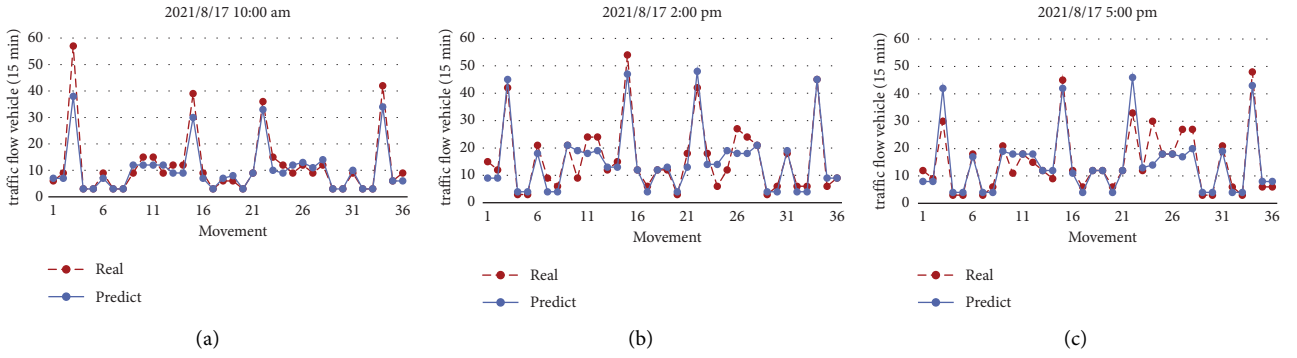 2021/8/17 10:00 am
traffic flow vehicle (15 min)
60
50
40
30
20
10
0
1 6 11 16 21 26 31 36
Movement
Real
Predict
(a)
2021/8/17 2:00 pm
traffic flow vehicle (15 min)
60
50
40
30
20
10
0
1 6 11 16 21 26 31 36
Movement
Real
Predict
(b)
2021/8/17 5:00 pm
traffic flow vehicle (15 min)
60
50
40
30
20
10
0
1 6 11 16 21 26 31 36
Movement
Real
Predict
(c)